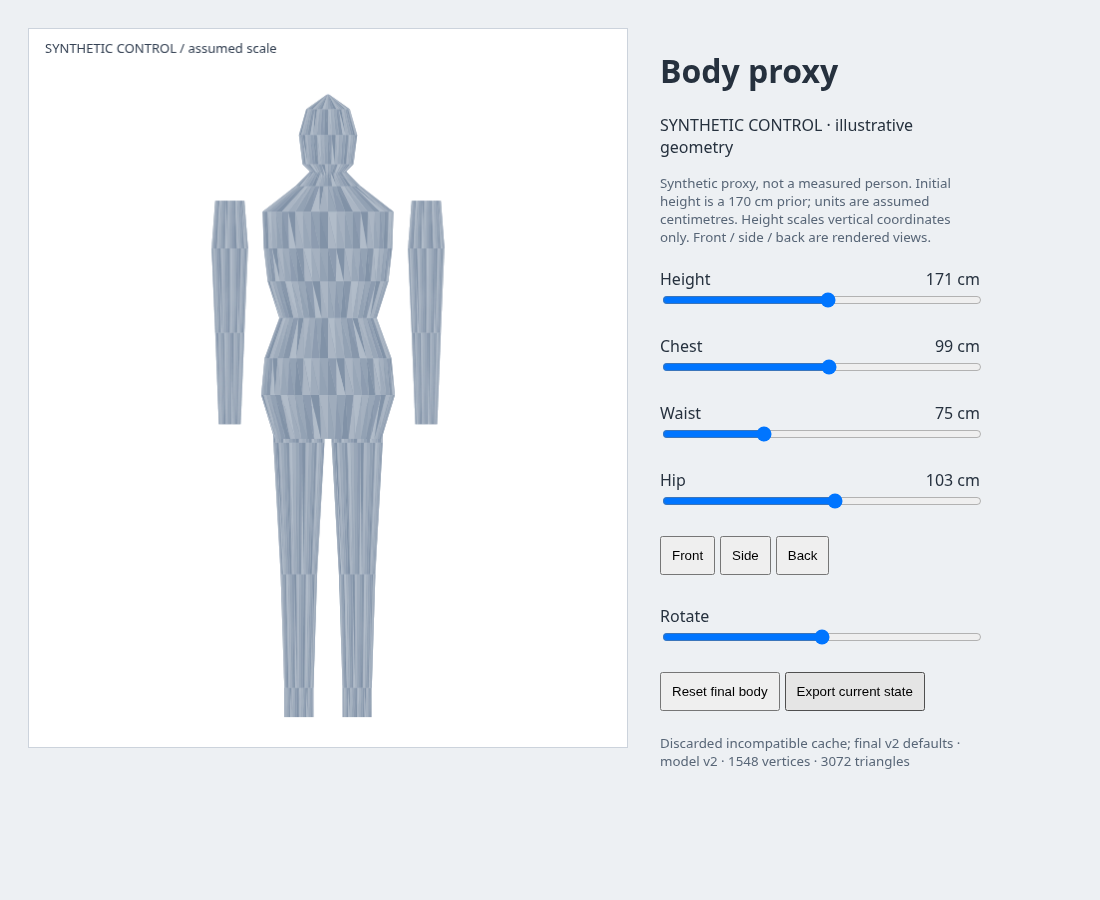 SYNTHETIC CONTROL / assumed scale
Body proxy
SYNTHETIC CONTROL · illustrative
geometry
Synthetic proxy, not a measured person. Initial
height is a 170 cm prior; units are assumed
centimetres. Height scales vertical coordinates
only. Front / side / back are rendered views.
Height 171 cm
Chest 99 cm
Waist 75 cm
Hip 103 cm
Front Side Back
Rotate
Reset final body Export current state
Discarded incompatible cache; final v2 defaults ·
model v2 · 1548 vertices · 3072 triangles